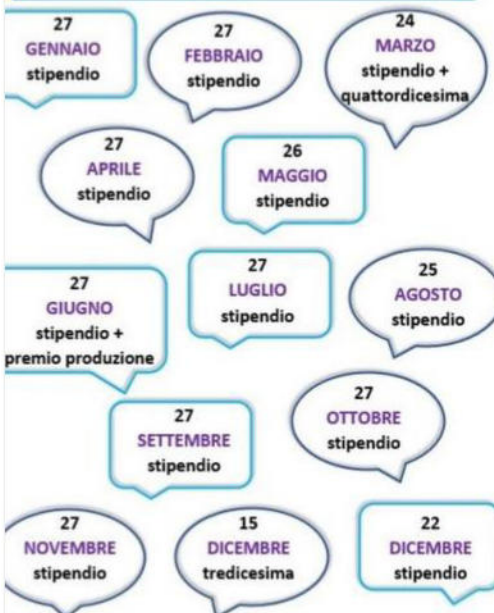 27
GENNAIO
stipendio
27
FEBBRAIO
stipendio
24
MARZO
stipendio +
quattordicesima
27
APRILE
stipendio
26
MAGGIO
stipendio
27
GIUGNO
stipendio +
premio produzione
27
LUGLIO
stipendio
25
AGOSTO
stipendio
27
SETTEMBRE
stipendio
27
OTTOBRE
stipendio
27
NOVEMBRE
stipendio
15
DICEMBRE
tredicesima
22
DICEMBRE
stipendio